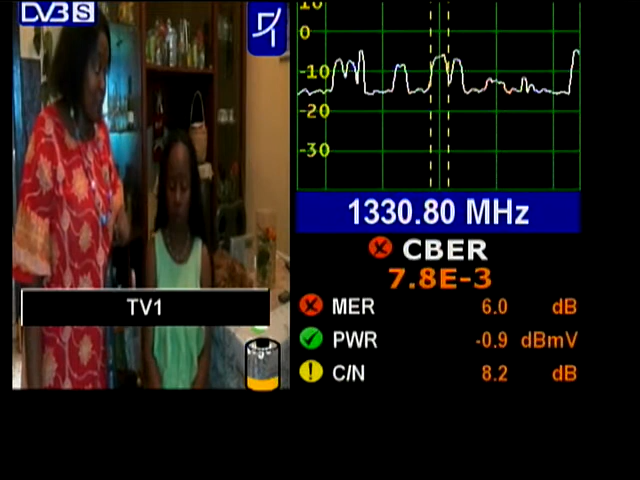 DVB S
10
0
-10
-20
-30
1330.80 MHz
CBER
7.8E-3
MER 6.0 dB
PWR -0.9 dBmV
C/N 8.2 dB
TV1